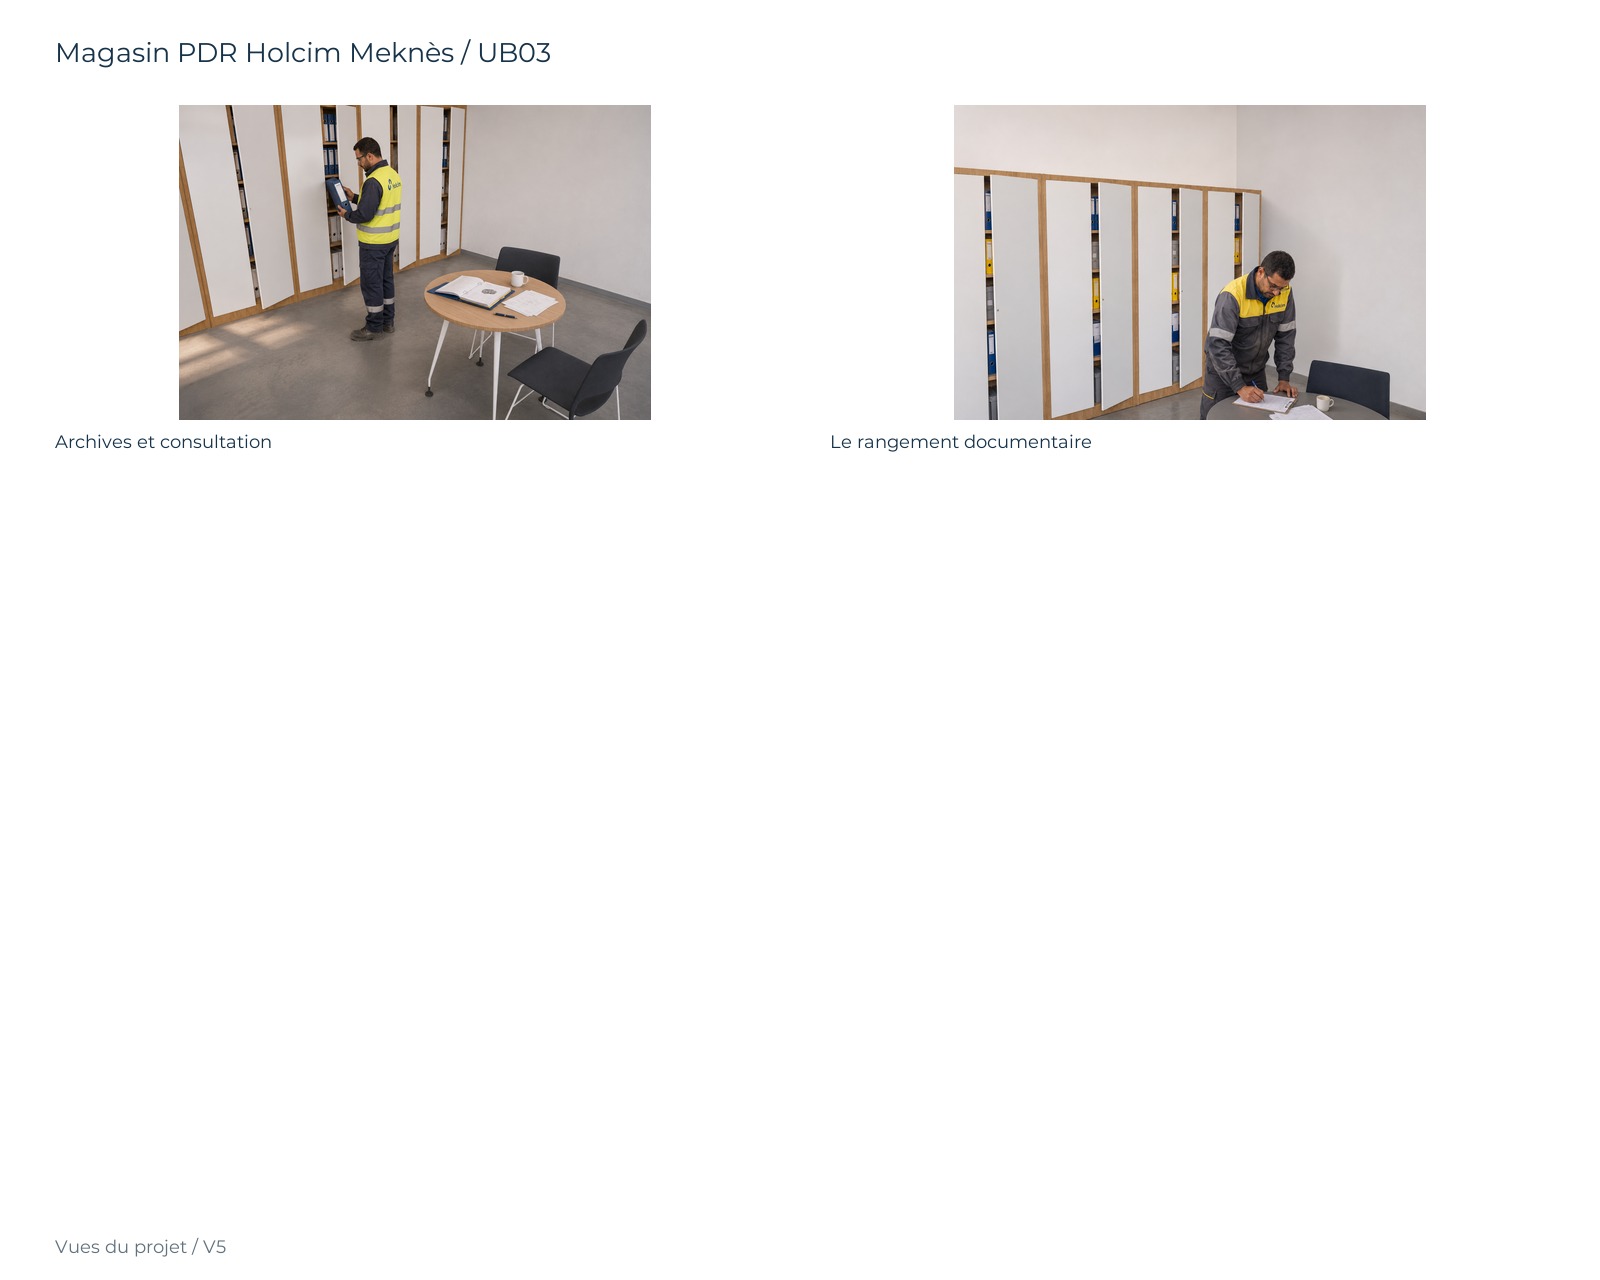 Magasin PDR Holcim Meknès / UB03
Archives et consultation
Le rangement documentaire
Vues du projet / V5